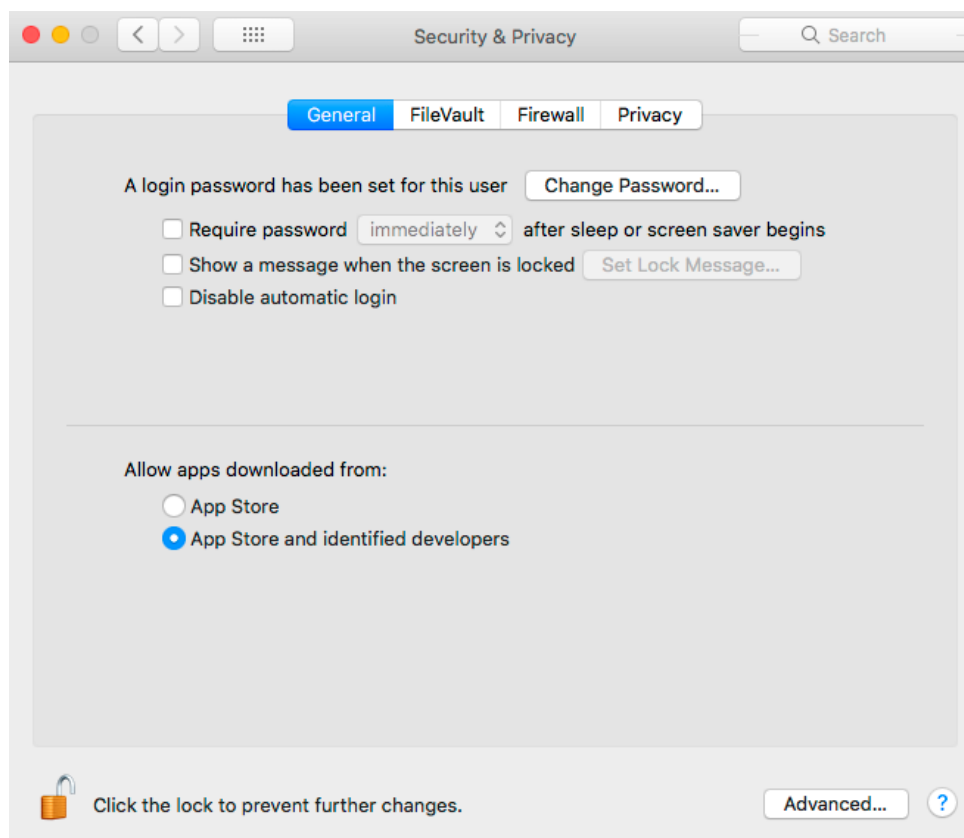 Security & Privacy
Search
General FileVault Firewall Privacy
A login password has been set for this user Change Password...
Require password immediately after sleep or screen saver begins
Show a message when the screen is locked Set Lock Message...
Disable automatic login
Allow apps downloaded from:
App Store
App Store and identified developers
Click the lock to prevent further changes.
Advanced... ?